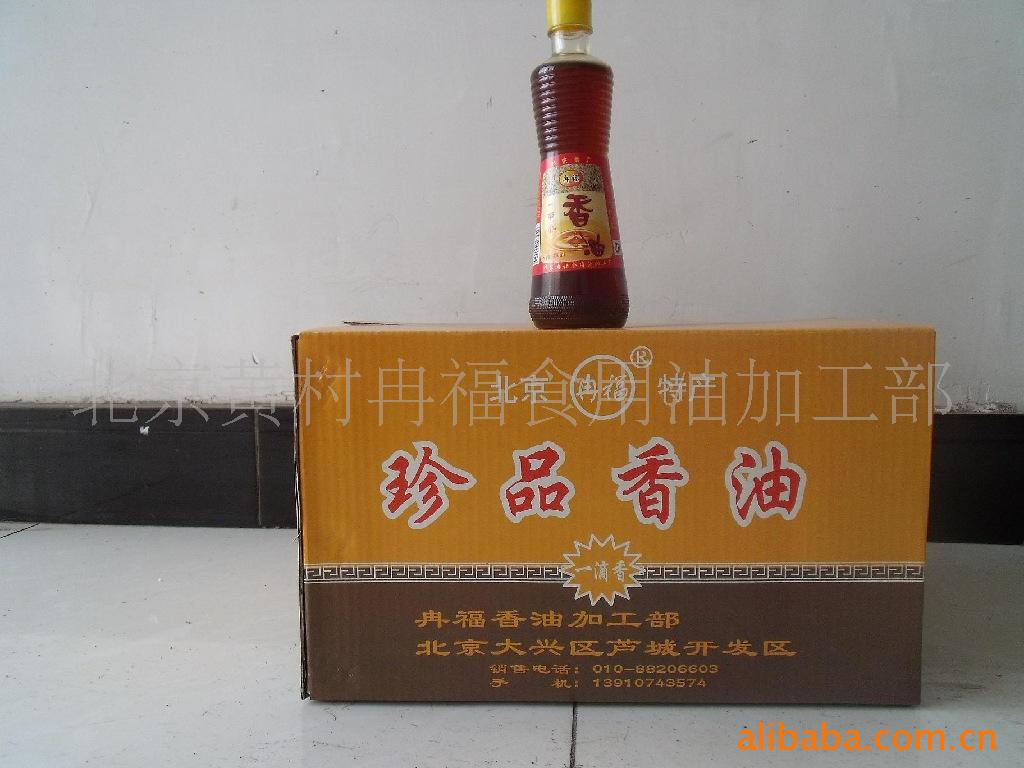 香油
北京黄村冉福食用油加工部
北京 冉福® 特产
珍品香油
一滴香
冉福香油加工部
北京大兴区芦城开发区
销售电话：010-88206603
手 机：13910743574
alibaba.com.cn